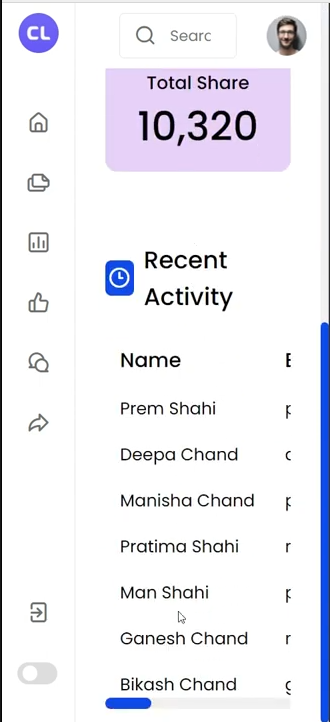 CL
Searc
Total Share
10,320
Recent
Activity
Name
Prem Shahi
Deepa Chand
Manisha Chand
Pratima Shahi
Man Shahi
Ganesh Chand
Bikash Chand